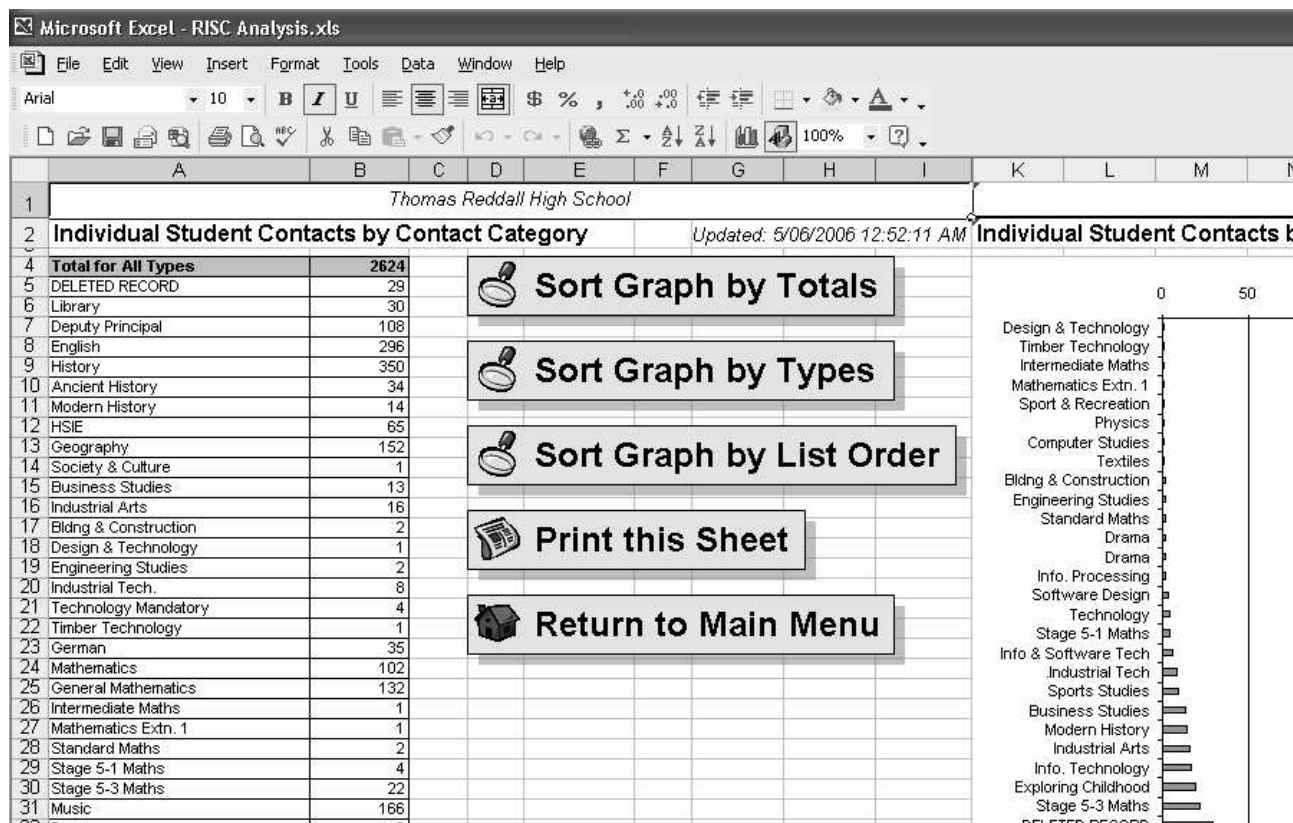 Microsoft Excel - RISC Analysis.xls
File Edit View Insert Format Tools Data Window Help
Arial 10 B I U $ % ,
100%
A B C D E F G H I K L M
1 Thomas Reddall High School
2 Individual Student Contacts by Contact Category Updated: 5/06/2006 12:52:11 AM Individual Student Contacts b
4 Total for All Types 2624
5 DELETED RECORD 29
6 Library 30
7 Deputy Principal 108
8 English 296
9 History 350
10 Ancient History 34
11 Modern History 14
12 HSIE 65
13 Geography 152
14 Society & Culture 1
15 Business Studies 13
16 Industrial Arts 16
17 Bldng & Construction 2
18 Design & Technology 1
19 Engineering Studies 2
20 Industrial Tech. 8
21 Technology Mandatory 4
22 Timber Technology 1
23 German 35
24 Mathematics 102
25 General Mathematics 132
26 Intermediate Maths 1
27 Mathematics Extn. 1 1
28 Standard Maths 2
29 Stage 5-1 Maths 4
30 Stage 5-3 Maths 22
31 Music 166
Sort Graph by Totals
Sort Graph by Types
Sort Graph by List Order
Print this Sheet
Return to Main Menu
0 50
Design & Technology
Timber Technology
Intermediate Maths
Mathematics Extn. 1
Sport & Recreation
Physics
Computer Studies
Textiles
Bldng & Construction
Engineering Studies
Standard Maths
Drama
Drama
Info. Processing
Software Design
Technology
Stage 5-1 Maths
Info & Software Tech
.Industrial Tech
Sports Studies
Business Studies
Modern History
Industrial Arts
Info. Technology
Exploring Childhood
Stage 5-3 Maths
DELETED RECORD